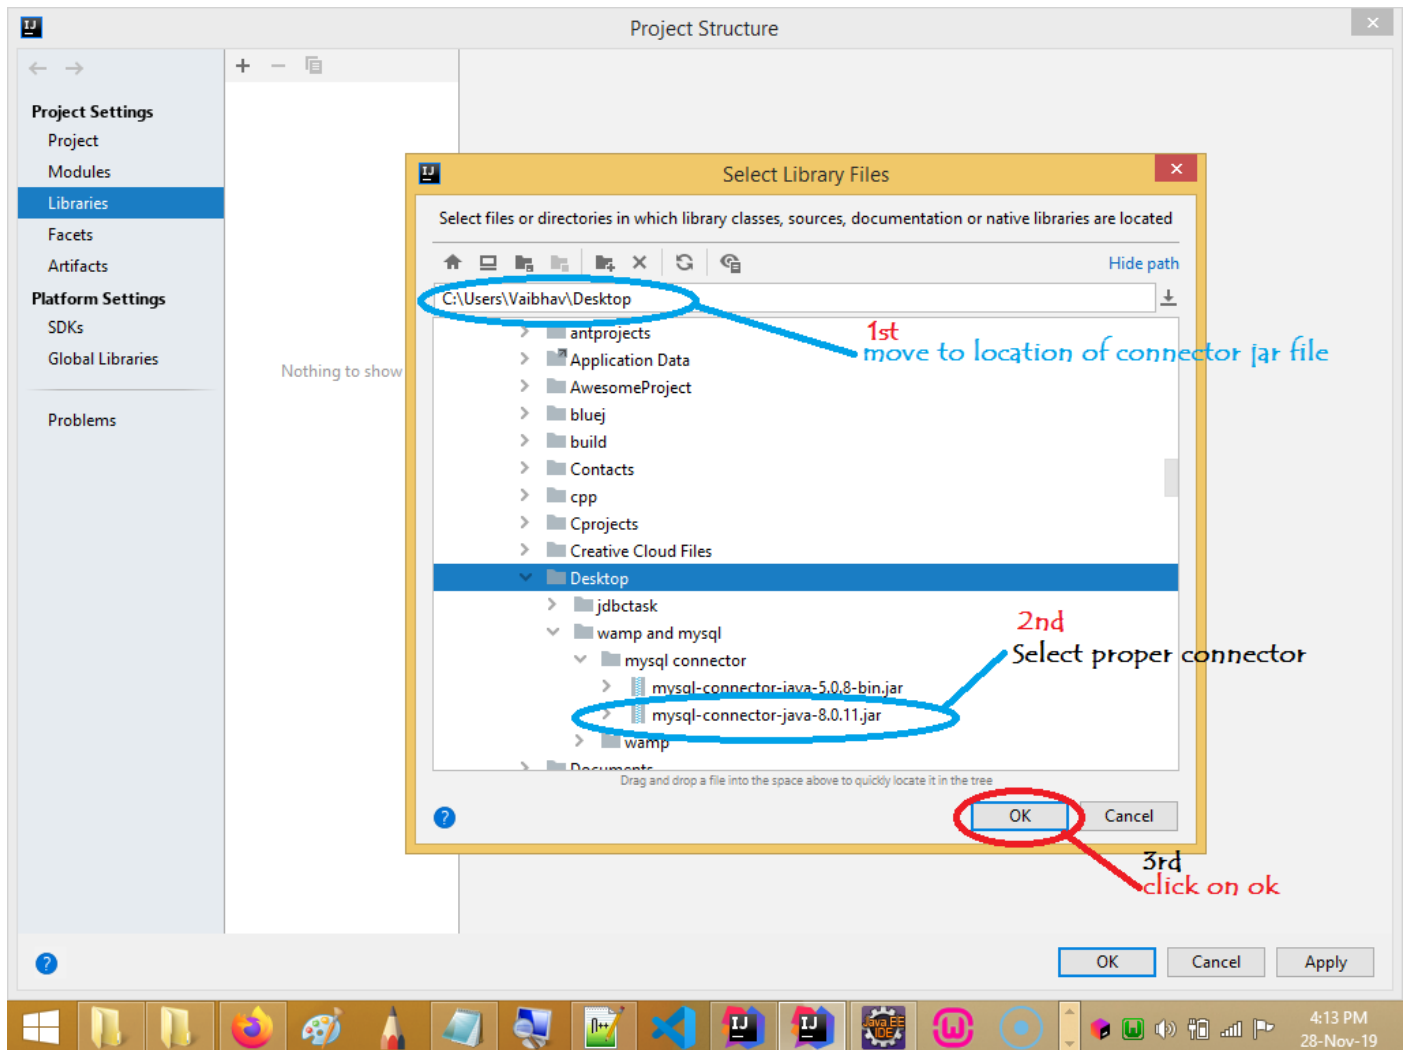 Project Structure
Project Settings
Project
Modules
Libraries
Facets
Artifacts
Platform Settings
SDKs
Global Libraries
Problems
Nothing to show
Select Library Files
Select files or directories in which library classes, sources, documentation or native libraries are located
Hide path
C:\Users\Vaibhav\Desktop
antprojects
1st
move to location of connector jar file
Application Data
AwesomeProject
bluej
build
Contacts
cpp
Cprojects
Creative Cloud Files
Desktop
jdbctask
wamp and mysql
2nd
Select proper connector
mysql connector
mysql-connector-java-5.0.8-bin.jar
mysql-connector-java-8.0.11.jar
wamp
Documents
Drag and drop a file into the space above to quickly locate it in the tree
OK
Cancel
3rd
click on ok
OK
Cancel
Apply
4:13 PM
28-Nov-19